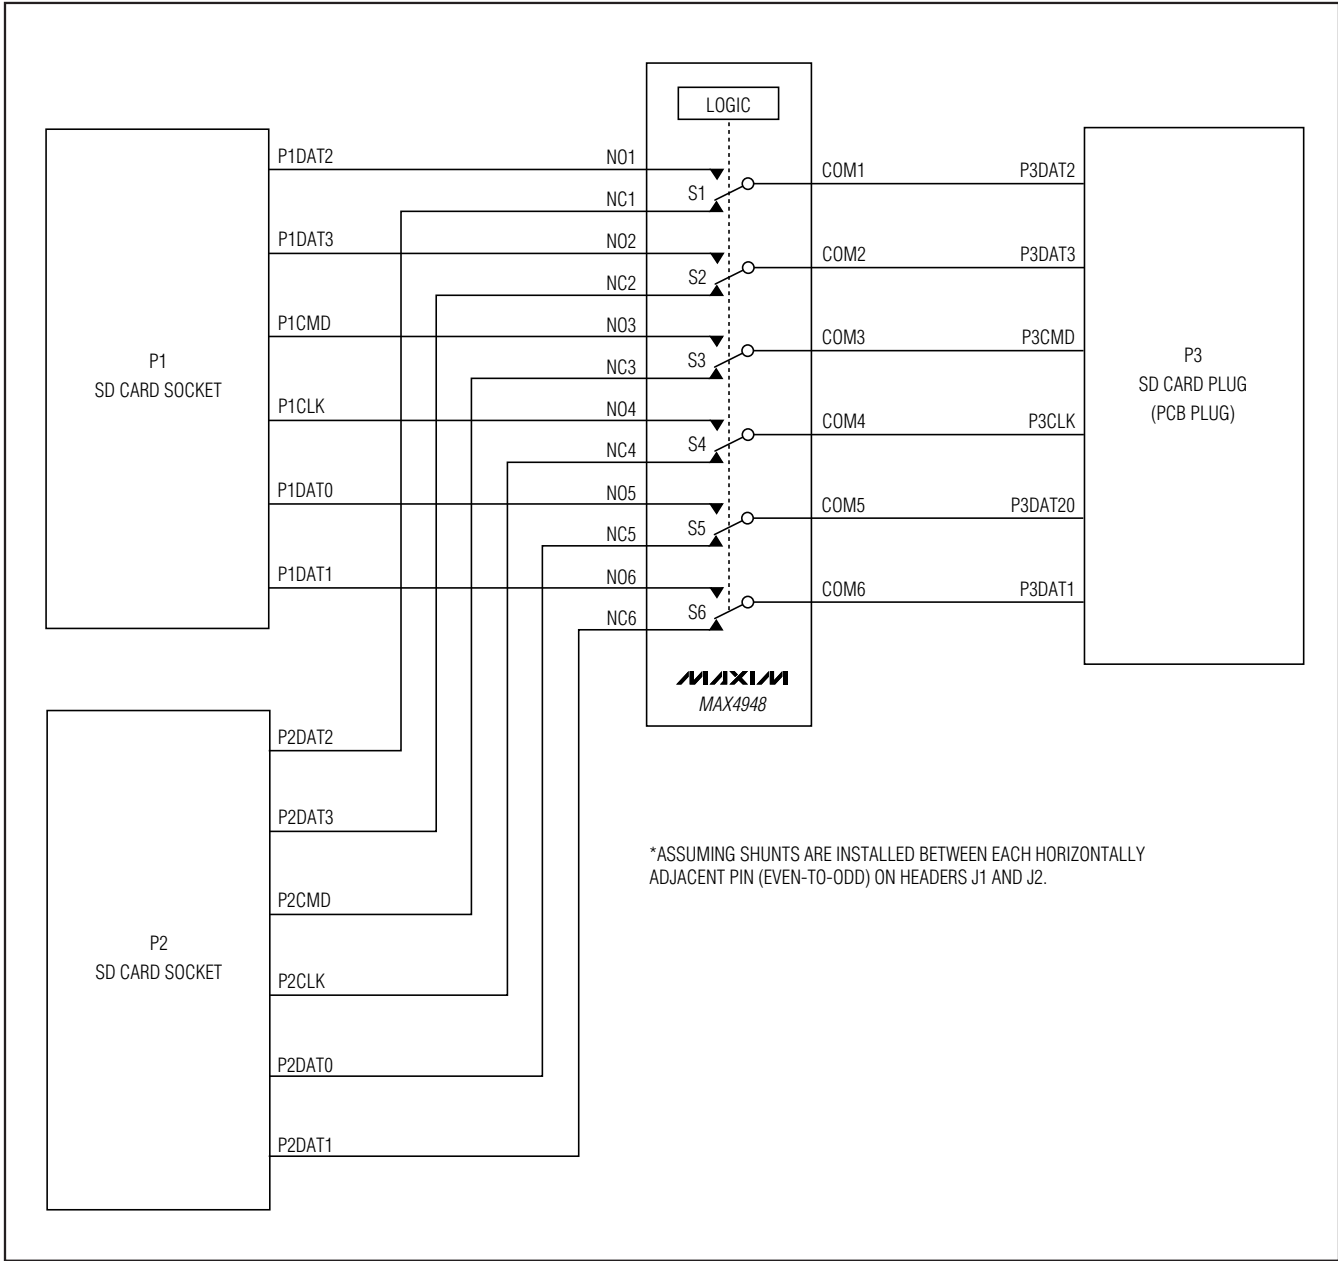 LOGIC
P1DAT2
NO1
COM1
P3DAT2
S1
NC1
P1DAT3
NO2
COM2
P3DAT3
S2
NC2
P1CMD
NO3
COM3
P3CMD
S3
NC3
P1
SD CARD SOCKET
P3
SD CARD PLUG
(PCB PLUG)
P1CLK
NO4
COM4
P3CLK
S4
NC4
P1DAT0
NO5
COM5
P3DAT20
S5
NC5
P1DAT1
NO6
COM6
P3DAT1
S6
NC6
MAXIM
MAX4948
P2DAT2
P2DAT3
P2CMD
P2
SD CARD SOCKET
P2CLK
P2DAT0
P2DAT1
*ASSUMING SHUNTS ARE INSTALLED BETWEEN EACH HORIZONTALLY
ADJACENT PIN (EVEN-TO-ODD) ON HEADERS J1 AND J2.